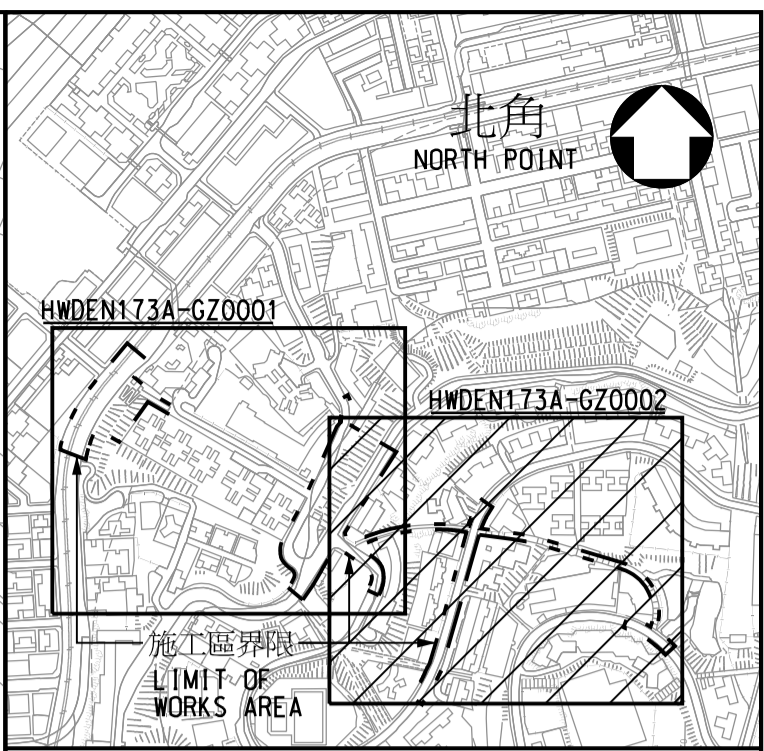 北角
NORTH POINT
HWDEN173A-GZ0001
HWDEN173A-GZ0002
施工區界限
LIMIT OF
WORKS AREA